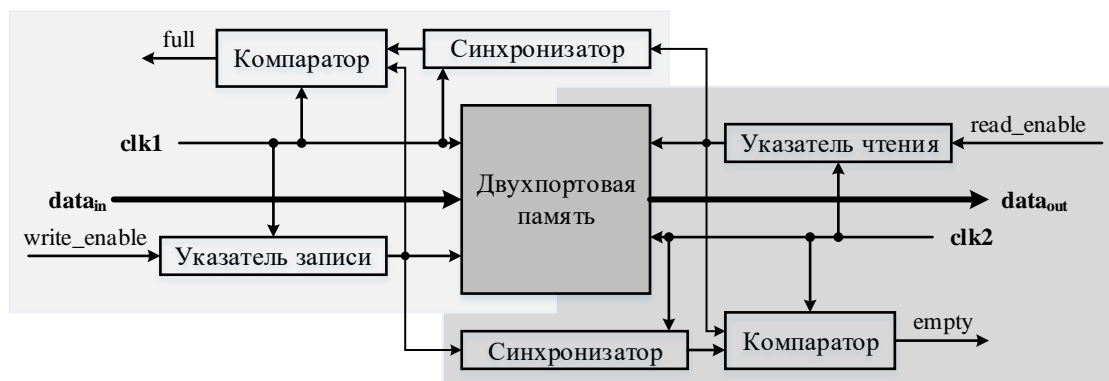 full
Компаратор
Синхронизатор
clk1
read_enable
Указатель чтения
Двухпортовая
память
data_in
data_out
write_enable
Указатель записи
clk2
Синхронизатор
Компаратор
empty